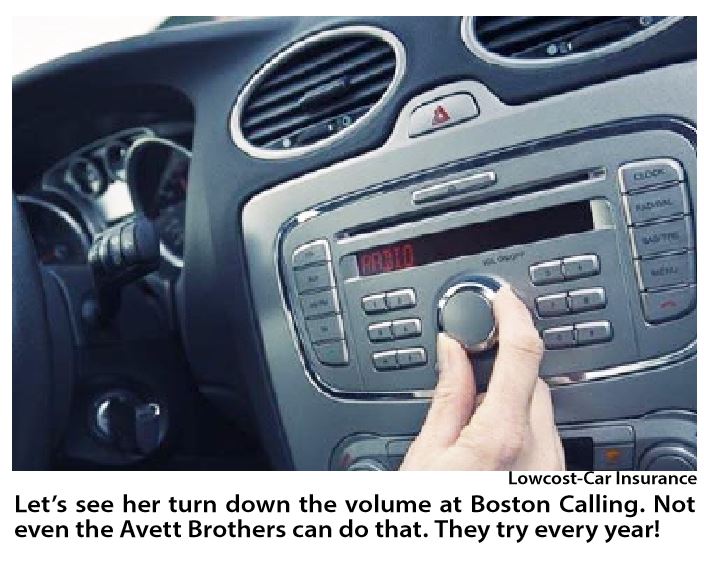 CLOCK
MENU
RADIO
Lowcost-Car Insurance
Let's see her turn down the volume at Boston Calling. Not
even the Avett Brothers can do that. They try every year!